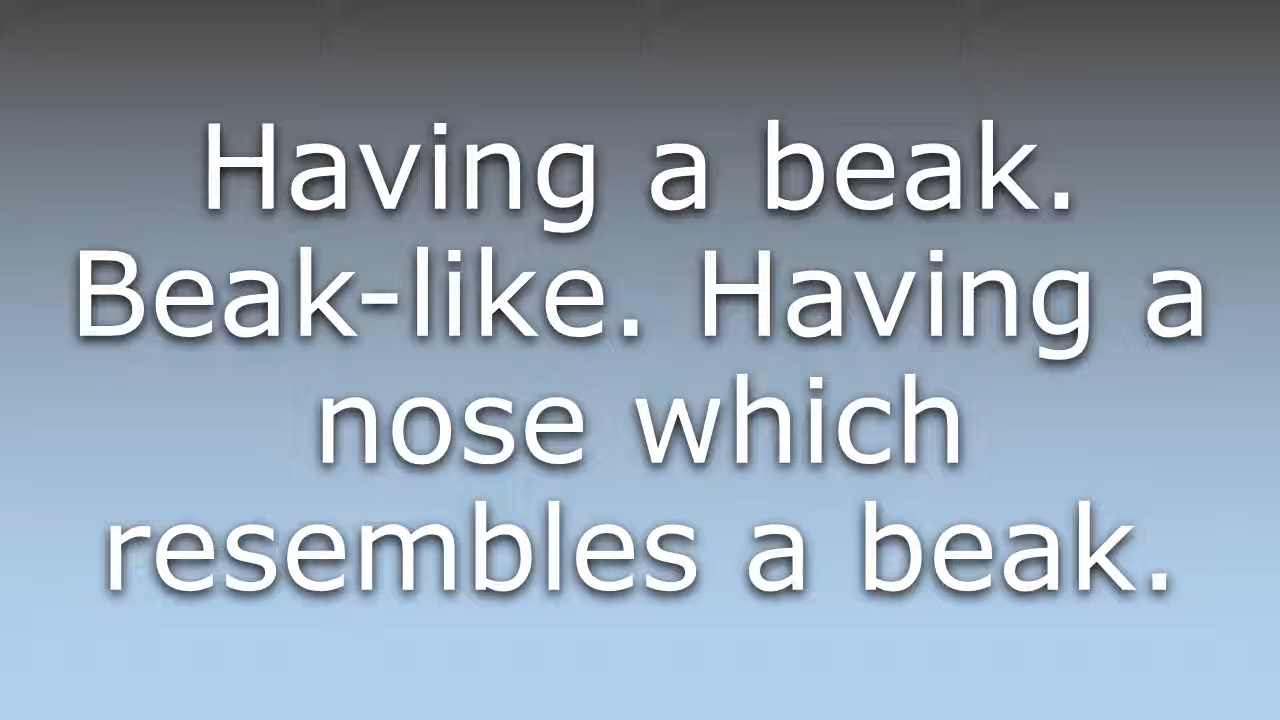 Having a beak.
Beak-like. Having a
nose which
resembles a beak.